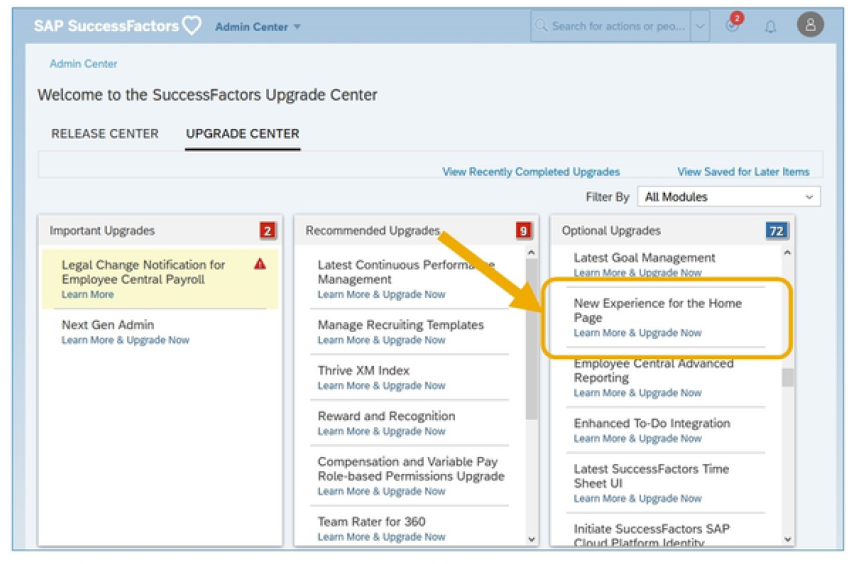 SAP SuccessFactors Admin Center
Search for actions or peo...
2
Admin Center
Welcome to the SuccessFactors Upgrade Center
RELEASE CENTER UPGRADE CENTER
View Recently Completed Upgrades View Saved for Later Items
Filter By All Modules
Important Upgrades 2
Legal Change Notification for
Employee Central Payroll
Learn More
Next Gen Admin
Learn More & Upgrade Now
Recommended Upgrades 9
Latest Continuous Performance
Management
Learn More & Upgrade Now
Manage Recruiting Templates
Learn More & Upgrade Now
Thrive XM Index
Learn More & Upgrade Now
Reward and Recognition
Learn More & Upgrade Now
Compensation and Variable Pay
Role-based Permissions Upgrade
Learn More & Upgrade Now
Team Rater for 360
Learn More & Upgrade Now
Optional Upgrades 72
Latest Goal Management
Learn More & Upgrade Now
New Experience for the Home
Page
Learn More & Upgrade Now
Employee Central Advanced
Reporting
Learn More & Upgrade Now
Enhanced To-Do Integration
Learn More & Upgrade Now
Latest SuccessFactors Time
Sheet UI
Learn More & Upgrade Now
Initiate SuccessFactors SAP
Cloud Platform Identity